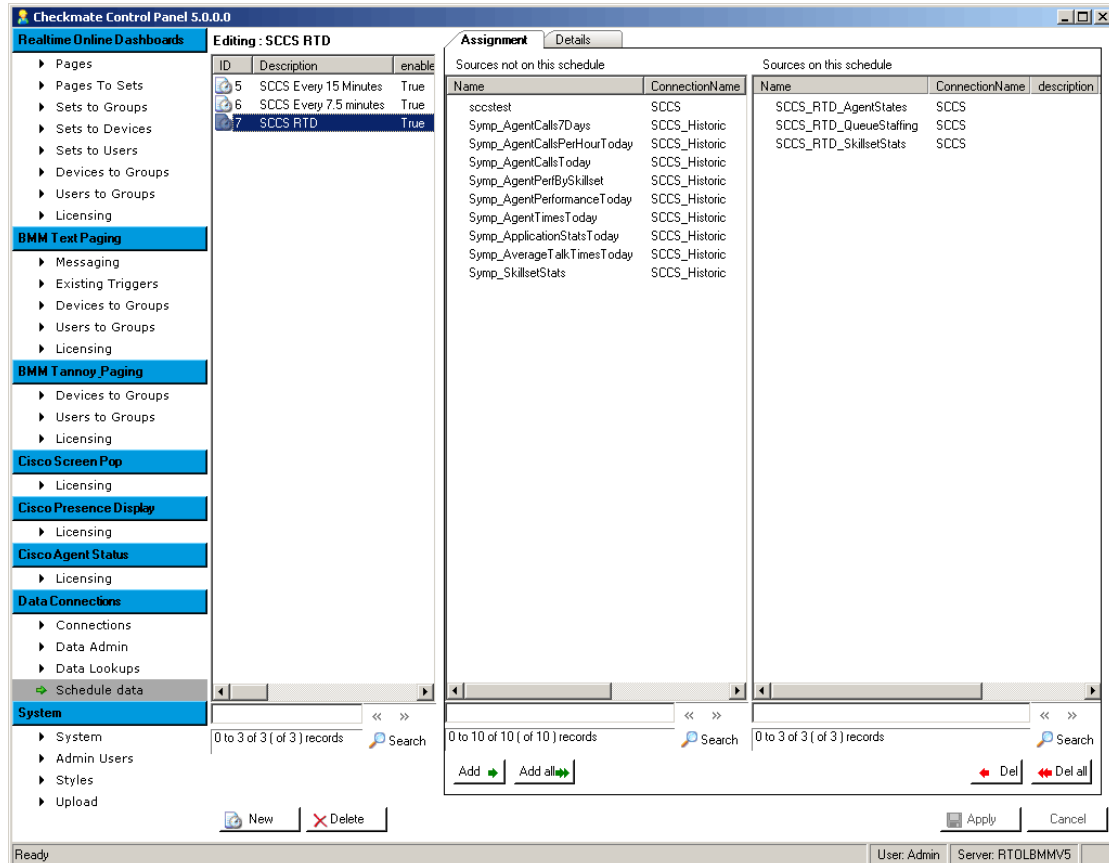 Checkmate Control Panel 5.0.0.0
Realtime Online Dashboards
Pages
Pages To Sets
Sets to Groups
Sets to Devices
Sets to Users
Devices to Groups
Users to Groups
Licensing
BMM Text Paging
Messaging
Existing Triggers
Devices to Groups
Users to Groups
Licensing
BMM Tannoy_Paging
Devices to Groups
Users to Groups
Licensing
Cisco Screen Pop
Licensing
Cisco Presence Display
Licensing
Cisco Agent Status
Licensing
Data Connections
Connections
Data Admin
Data Lookups
Schedule data
System
System
Admin Users
Styles
Upload
Editing : SCCS RTD
ID Description enable
5 SCCS Every 15 Minutes True
6 SCCS Every 7.5 minutes True
7 SCCS RTD True
« »
0 to 3 of 3 ( of 3 ) records Search
New Delete
Assignment Details
Sources not on this schedule
Name ConnectionName
sccstest SCCS
Symp_AgentCalls7Days SCCS_Historic
Symp_AgentCallsPerHourToday SCCS_Historic
Symp_AgentCallsToday SCCS_Historic
Symp_AgentPerfBySkillset SCCS_Historic
Symp_AgentPerformanceToday SCCS_Historic
Symp_AgentTimesToday SCCS_Historic
Symp_ApplicationStatsToday SCCS_Historic
Symp_AverageTalkTimesToday SCCS_Historic
Symp_SkillsetStats SCCS_Historic
« »
0 to 10 of 10 ( of 10 ) records Search
Add Add all
Sources on this schedule
Name ConnectionName description
SCCS_RTD_AgentStates SCCS
SCCS_RTD_QueueStaffing SCCS
SCCS_RTD_SkillsetStats SCCS
« »
0 to 3 of 3 ( of 3 ) records Search
Del Del all
Apply Cancel
Ready User: Admin Server: RTOLBMMV5